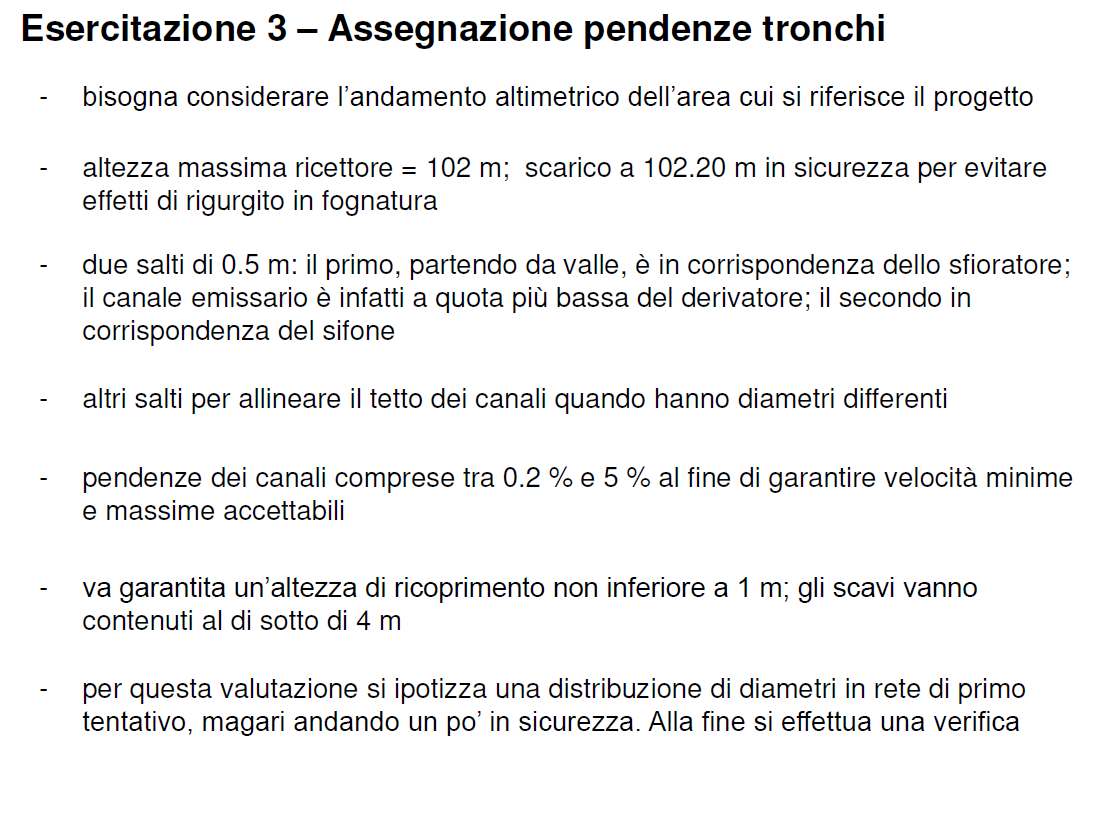 Esercitazione 3 – Assegnazione pendenze tronchi
- bisogna considerare l’andamento altimetrico dell’area cui si riferisce il progetto
- altezza massima ricettore = 102 m;  scarico a 102.20 m in sicurezza per evitare
effetti di rigurgito in fognatura
- due salti di 0.5 m: il primo, partendo da valle, è in corrispondenza dello sfioratore;
il canale emissario è infatti a quota più bassa del derivatore; il secondo in
corrispondenza del sifone
- altri salti per allineare il tetto dei canali quando hanno diametri differenti
- pendenze dei canali comprese tra 0.2 % e 5 % al fine di garantire velocità minime
e massime accettabili
- va garantita un’altezza di ricoprimento non inferiore a 1 m; gli scavi vanno
contenuti al di sotto di 4 m
- per questa valutazione si ipotizza una distribuzione di diametri in rete di primo
tentativo, magari andando un po’ in sicurezza. Alla fine si effettua una verifica